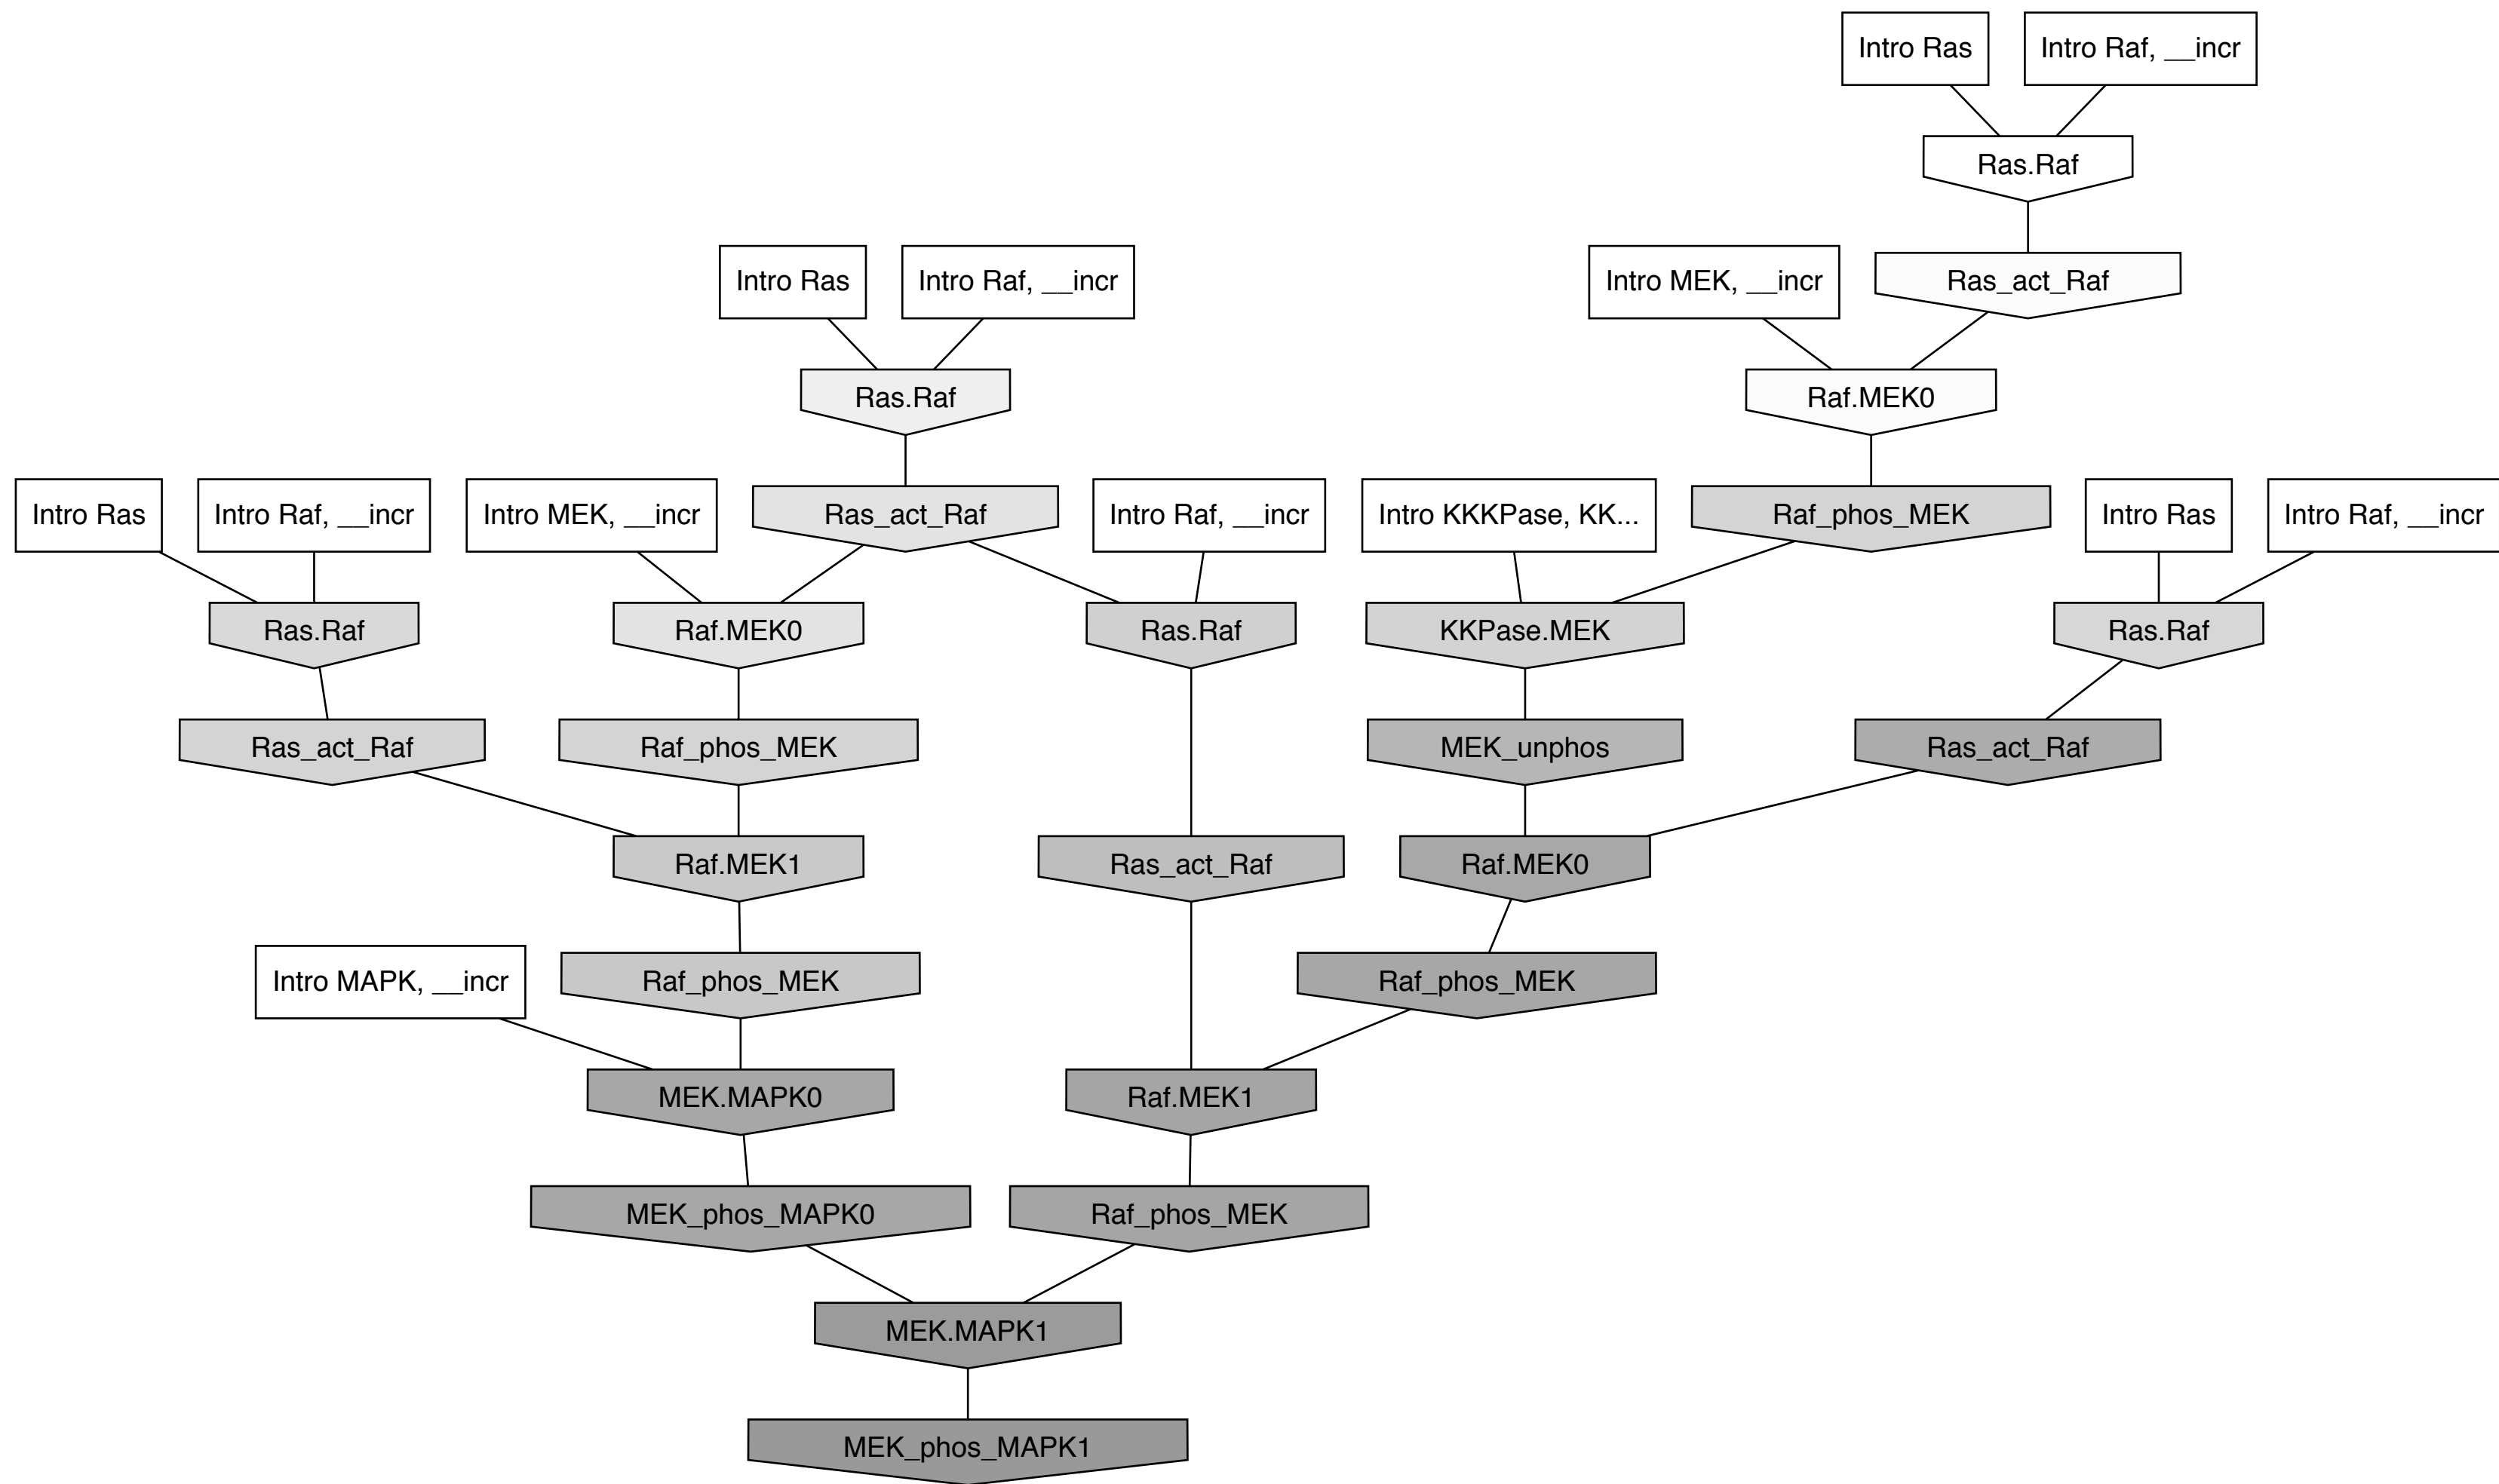 Intro Ras
Intro Raf, __incr
Ras.Raf
Intro Ras
Intro Raf, __incr
Intro MEK, __incr
Ras_act_Raf
Ras.Raf
Raf.MEK0
Intro Ras
Intro Raf, __incr
Intro MEK, __incr
Ras_act_Raf
Intro Raf, __incr
Intro KKKPase, KK...
Raf_phos_MEK
Intro Ras
Intro Raf, __incr
Ras.Raf
Raf.MEK0
Ras.Raf
KKPase.MEK
Ras.Raf
Ras_act_Raf
Raf_phos_MEK
MEK_unphos
Ras_act_Raf
Raf.MEK1
Ras_act_Raf
Raf.MEK0
Intro MAPK, __incr
Raf_phos_MEK
Raf_phos_MEK
MEK.MAPK0
Raf.MEK1
MEK_phos_MAPK0
Raf_phos_MEK
MEK.MAPK1
MEK_phos_MAPK1